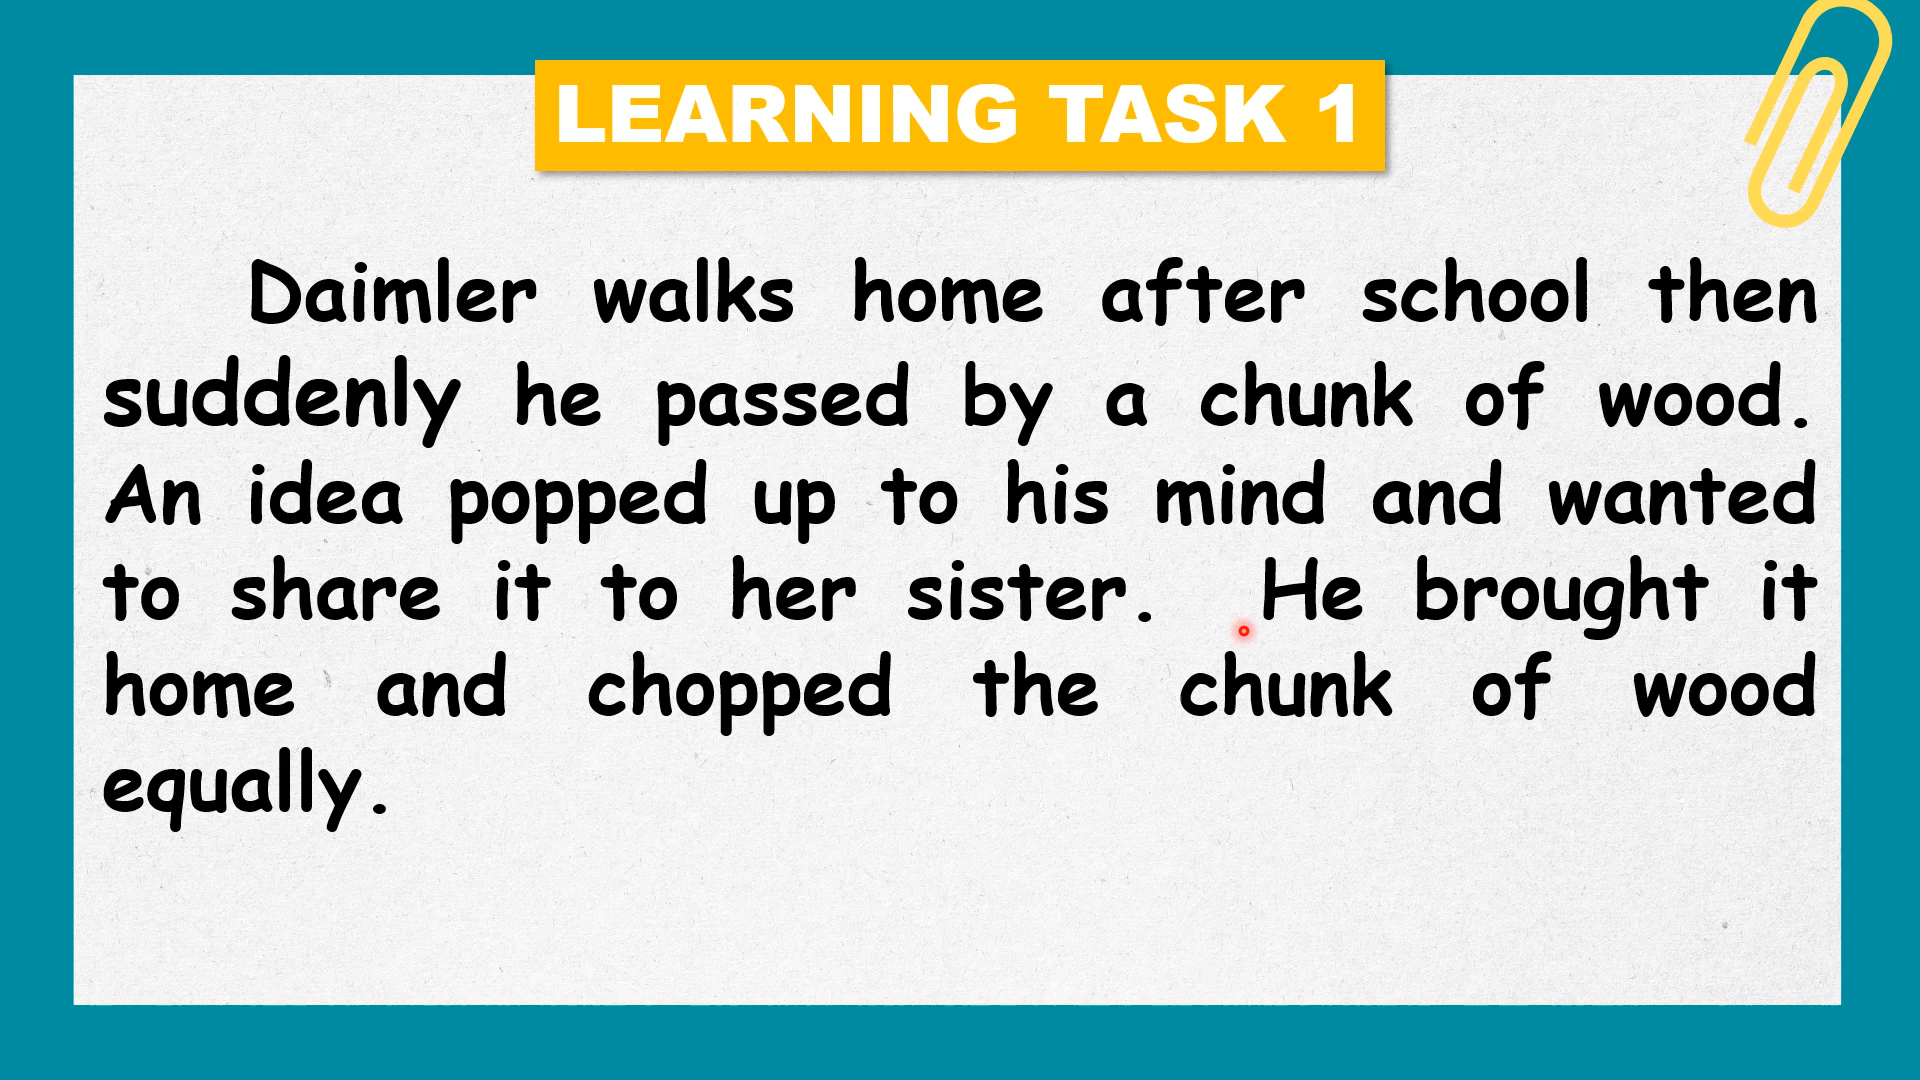 LEARNING TASK 1
Daimler walks home after school then
suddenly he passed by a chunk of wood.
An idea popped up to his mind and wanted
to share it to her sister. He brought it
home and chopped the chunk of wood
equally.